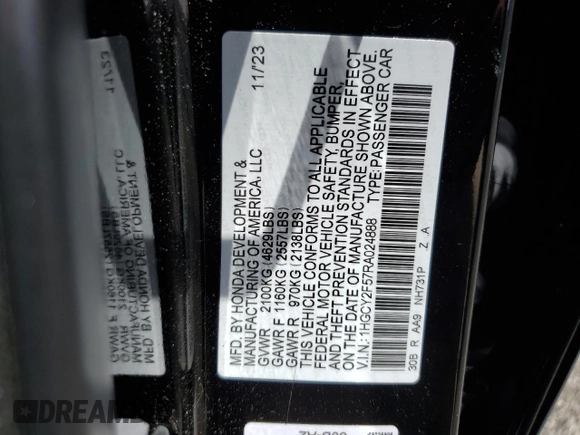 MFD. BY HONDA DEVELOPMENT & 11/'23
MANUFACTURING OF AMERICA, LLC
GVWR 2100KG(4629LBS)
GAWR F 1160KG(2557LBS)
GAWR R 970KG(2138LBS)
THIS VEHICLE CONFORMS TO ALL APPLICABLE
FEDERAL MOTOR VEHICLE SAFETY, BUMPER,
AND THEFT PREVENTION STANDARDS IN EFFECT
ON THE DATE OF MANUFACTURE SHOWN ABOVE.
V.I.N.:1HGCY2F57RA024888 TYPE:PASSENGER CAR
30B R AA9 NH731P Z .A
DREAM